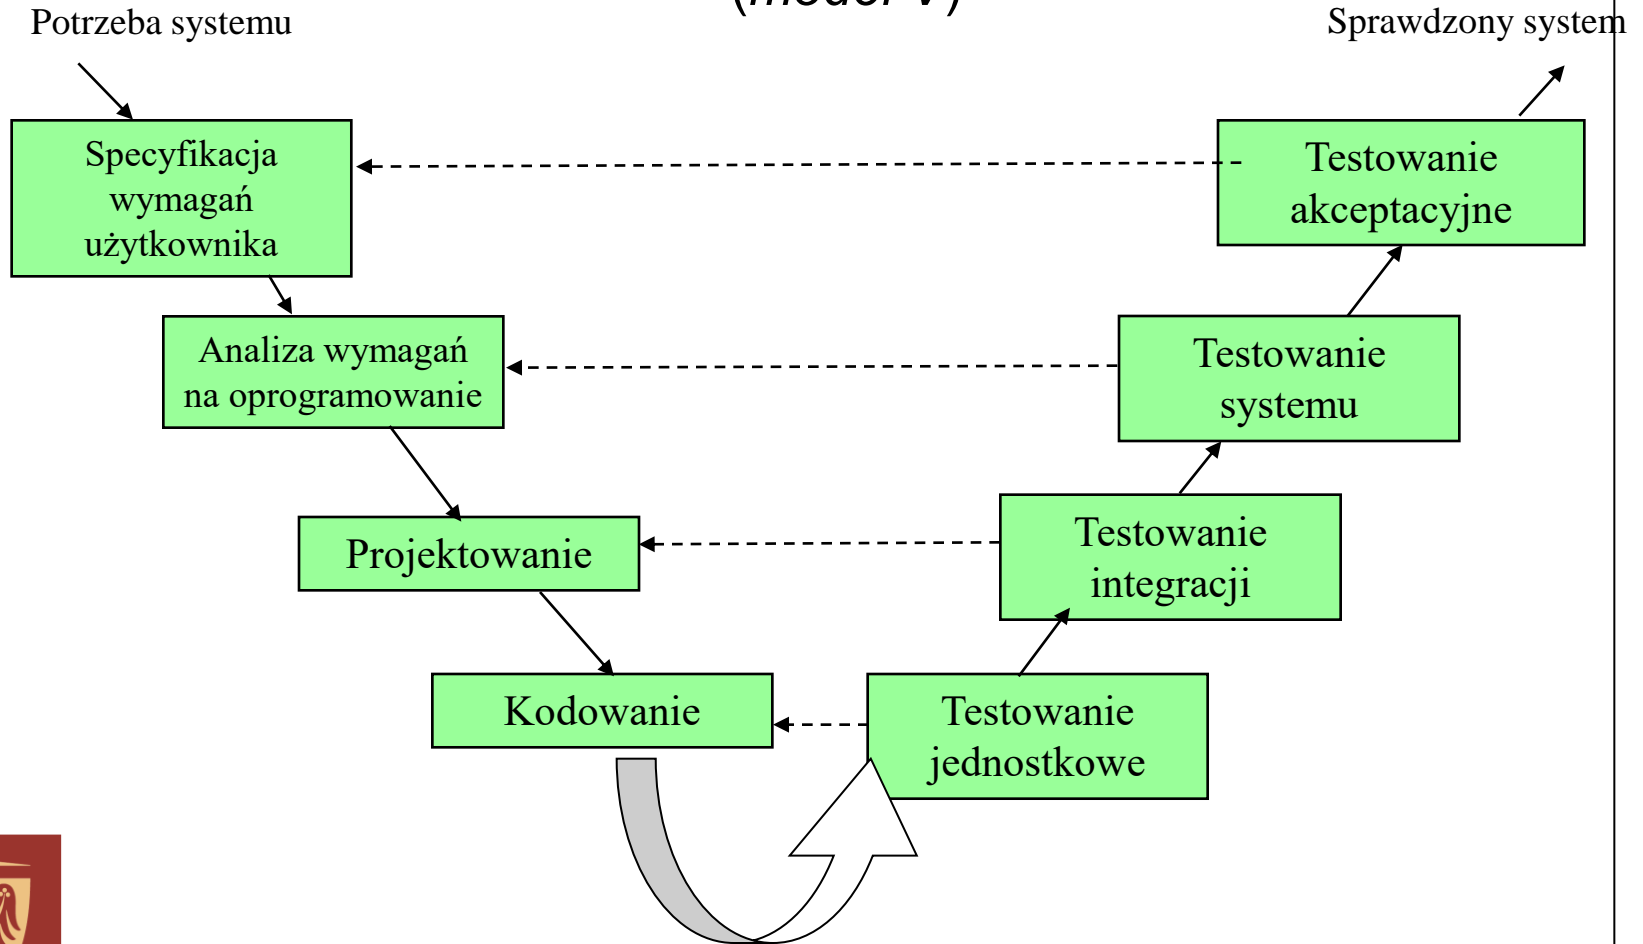 (model V)
Potrzeba systemu
Sprawdzony system
Specyfikacja
wymagań
użytkownika
Testowanie
akceptacyjne
Analiza wymagań
na oprogramowanie
Testowanie
systemu
Projektowanie
Testowanie
integracji
Kodowanie
Testowanie
jednostkowe